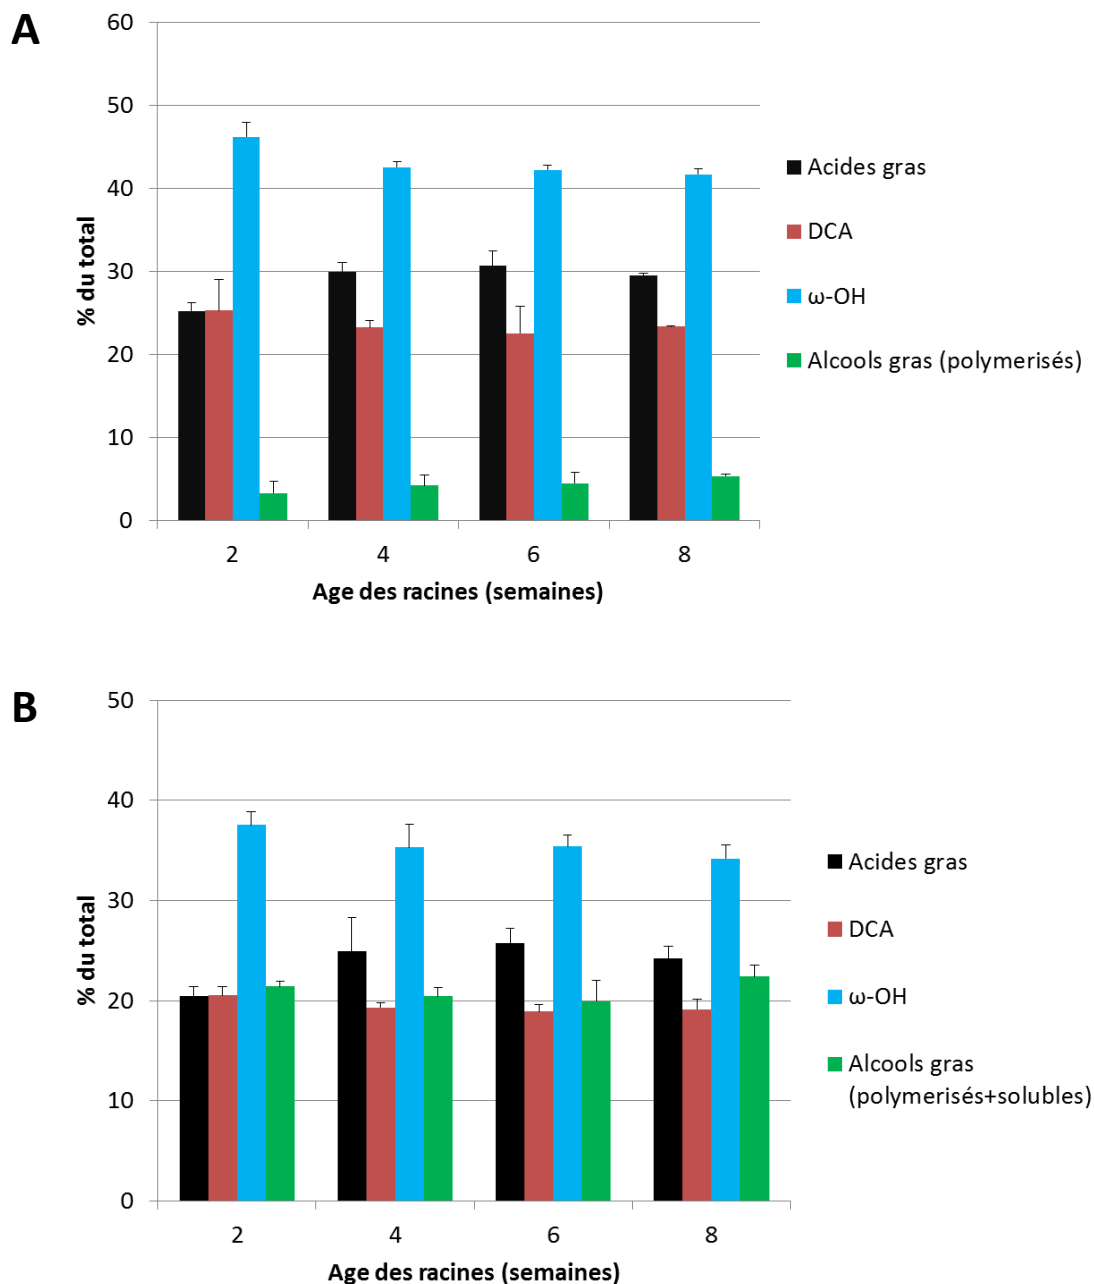 A
60
50
40
30
20
10
0
% du total
2 4 6 8
Age des racines (semaines)
Acides gras
DCA
ω-OH
Alcools gras (polymerisés)
B
50
40
30
20
10
0
% du total
2 4 6 8
Age des racines (semaines)
Acides gras
DCA
ω-OH
Alcools gras
(polymerisés+solubles)